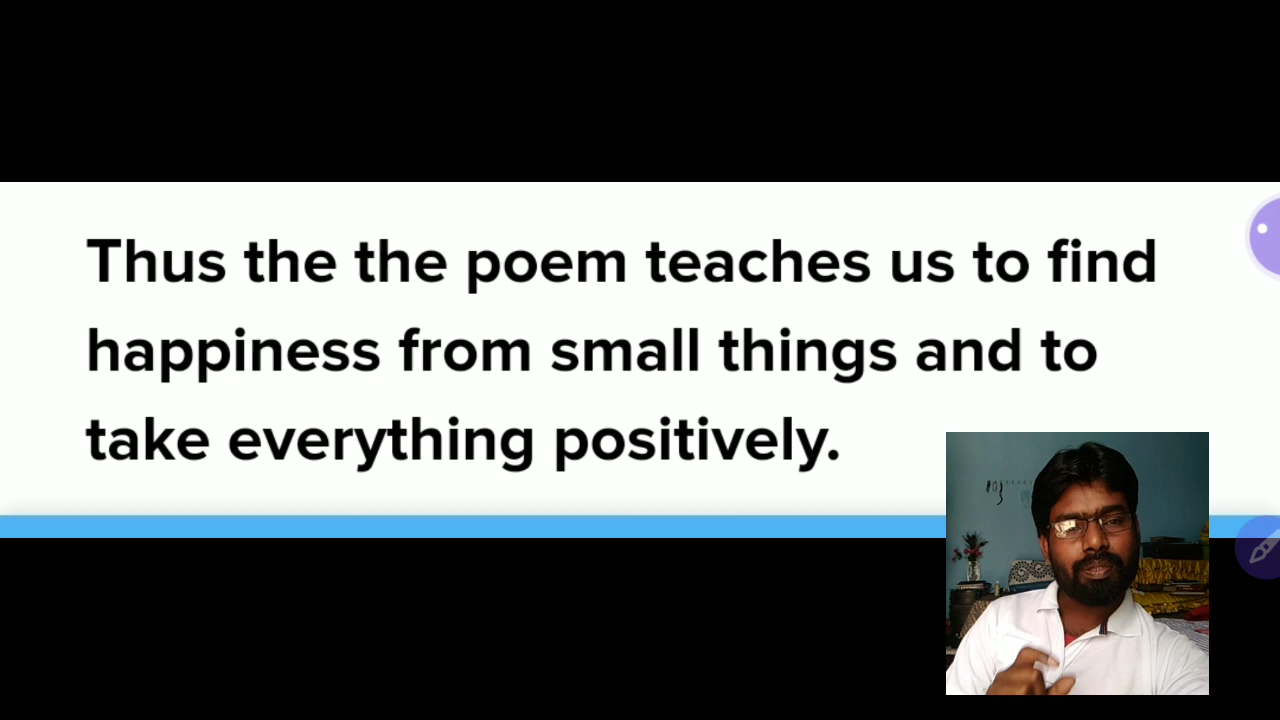 Thus the the poem teaches us to find
happiness from small things and to
take everything positively.